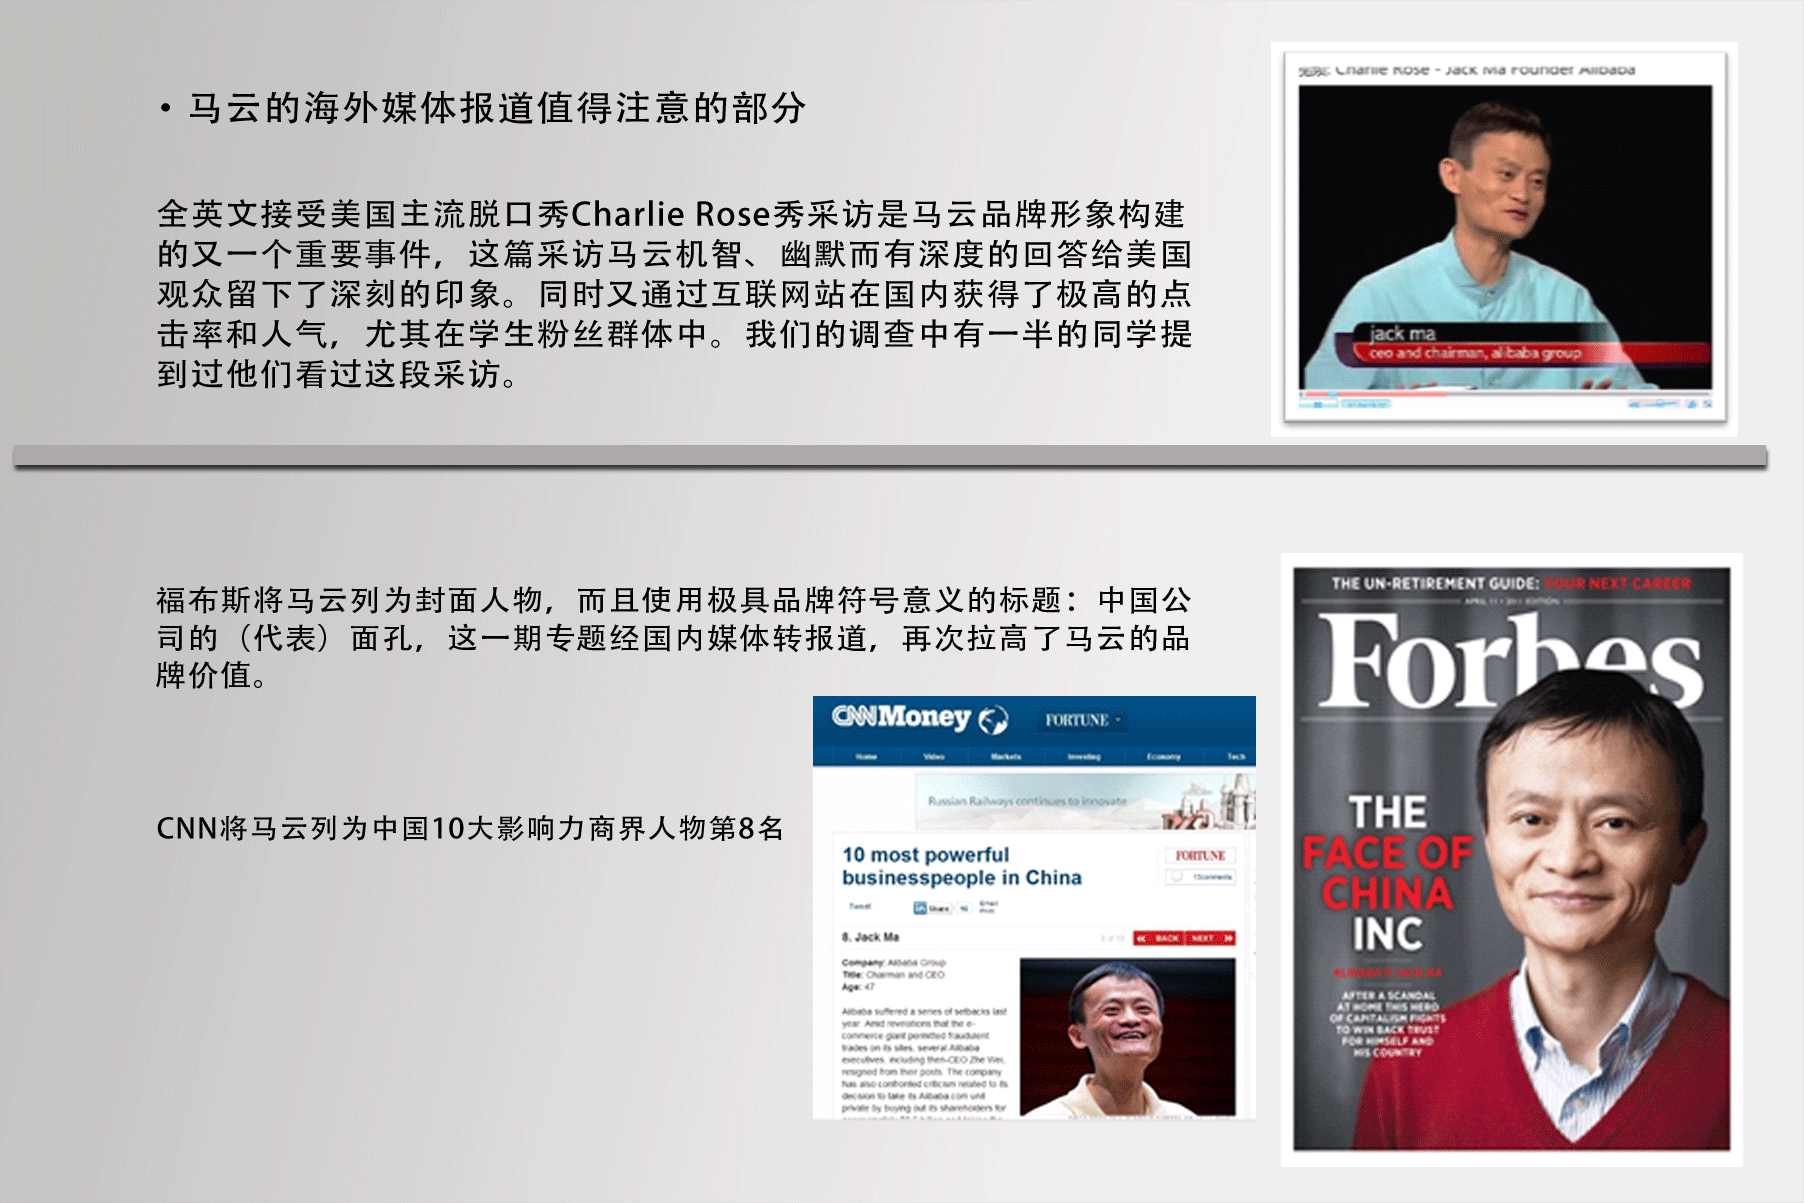 • 马云的海外媒体报道值得注意的部分
全英文接受美国主流脱口秀Charlie Rose秀采访是马云品牌形象构建
的又一个重要事件，这篇采访马云机智、幽默而有深度的回答给美国
观众留下了深刻的印象。同时又通过互联网站在国内获得了极高的点
击率和人气，尤其在学生粉丝群体中。我们的调查中有一半的同学提
到过他们看过这段采访。
Charlie Rose - Jack Ma Founder Alibaba
jack ma
ceo and chairman, alibaba group
福布斯将马云列为封面人物，而且使用极具品牌符号意义的标题：中国公
司的（代表）面孔，这一期专题经国内媒体转报道，再次拉高了马云的品
牌价值。
CNN将马云列为中国10大影响力商界人物第8名
CNNMoney
FORTUNE
Home Video Markets Investing Economy Tech
Russian Railways continues to innovate
10 most powerful
businesspeople in China
FORTUNE
Tweet
in Share
Email
Print
8. Jack Ma
BACK NEXT
Company: Alibaba Group
Title: Chairman and CEO
Age: 47
Alibaba suffered a series of setbacks last
year. Amid revelations that the e-
commerce giant permitted fraudulent
trades on its sites, several Alibaba
executives, including then-CEO Zhe Wei,
resigned from their posts. The company
has also confronted criticism related to its
decision to take its Alibaba.com unit
private by buying out its shareholders for
THE UN-RETIREMENT GUIDE: YOUR NEXT CAREER
APRIL 11 • 2011 EDITION
Forbes
THE
FACE OF
CHINA
INC
ALIBABA'S JACK MA
AFTER A SCANDAL
AT HOME THIS HERO
OF CAPITALISM FIGHTS
TO WIN BACK TRUST
FOR HIMSELF AND
HIS COUNTRY